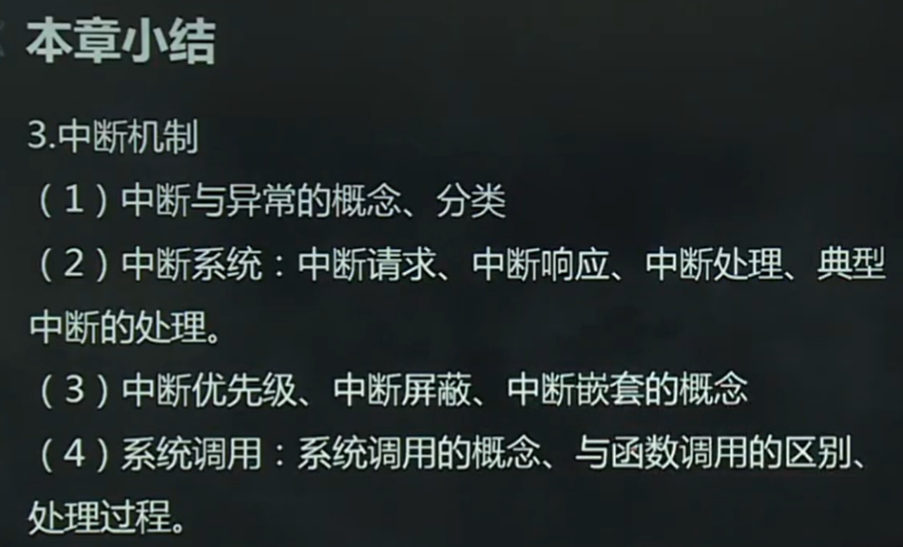 本章小结
3.中断机制
（1）中断与异常的概念、分类
（2）中断系统：中断请求、中断响应、中断处理、典型
中断的处理。
（3）中断优先级、中断屏蔽、中断嵌套的概念
（4）系统调用：系统调用的概念、与函数调用的区别、
处理过程。